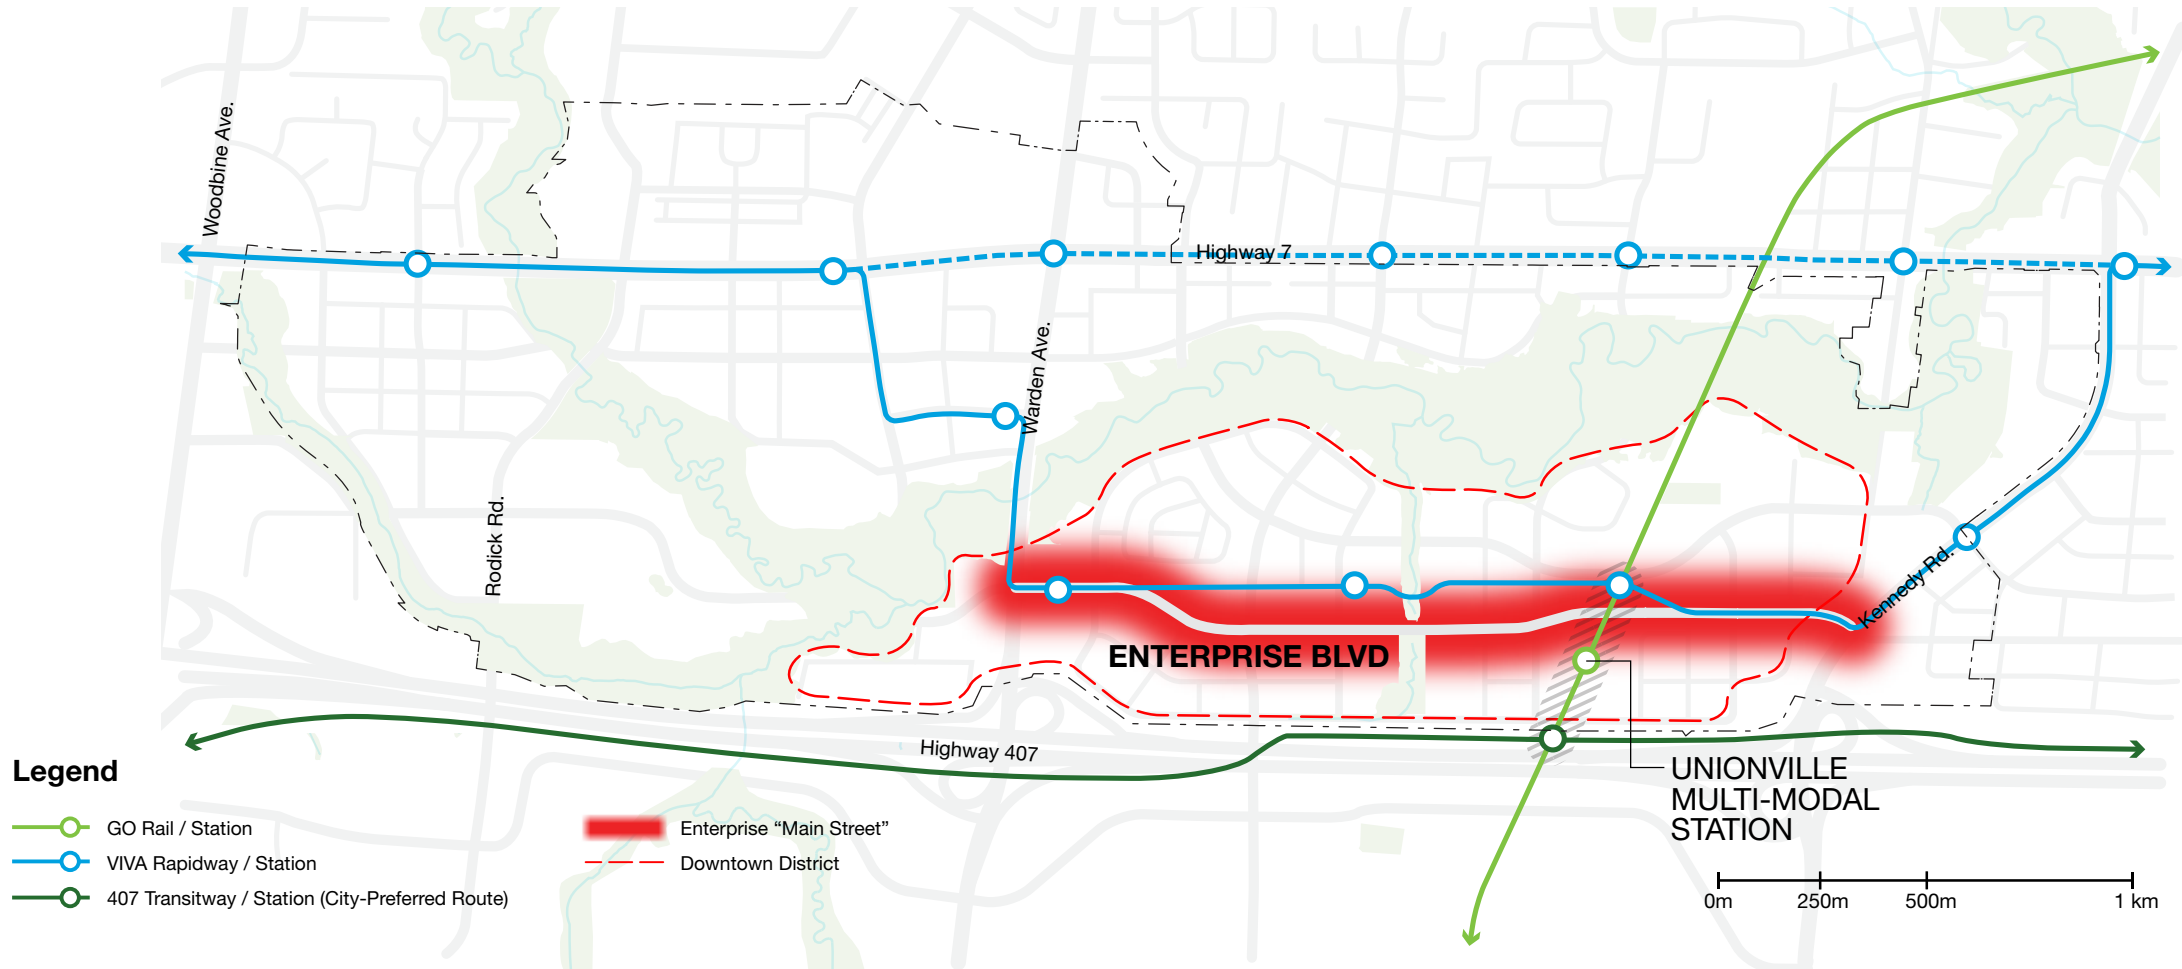 Woodbine Ave.
Highway 7
Warden Ave.
Rodick Rd.
Kennedy Rd.
ENTERPRISE BLVD
Highway 407
UNIONVILLE
MULTI-MODAL
STATION
Legend
GO Rail / Station
VIVA Rapidway / Station
407 Transitway / Station (City-Preferred Route)
Enterprise “Main Street”
Downtown District
0m 250m 500m 1 km